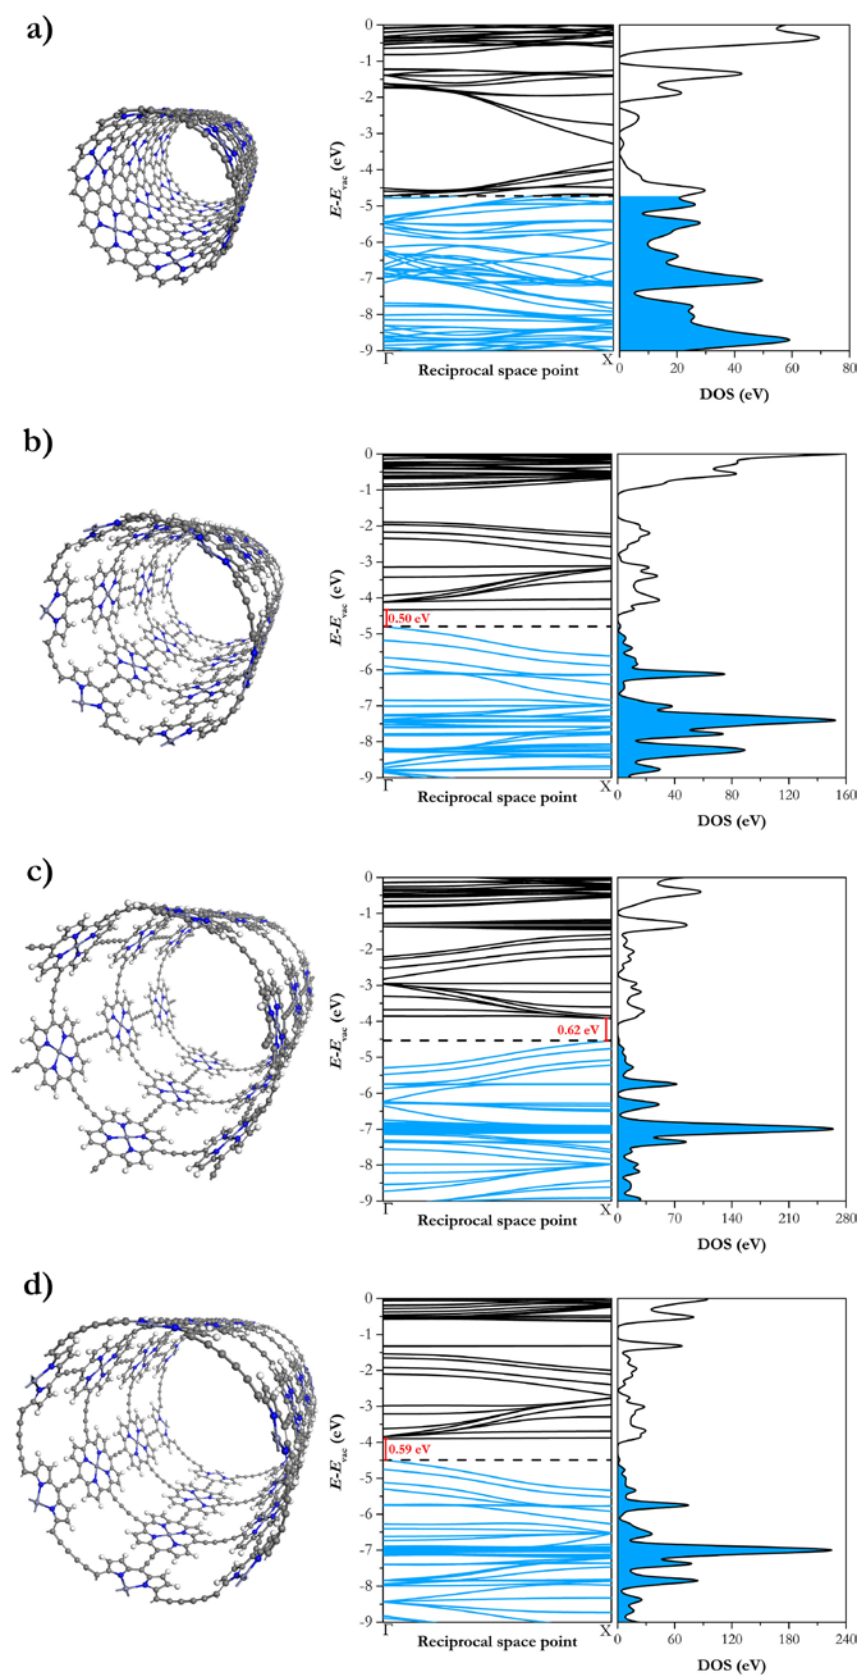 a)
0
-1
-2
-3
-4
-5
-6
-7
-8
-9
E-Evac (eV)
Γ
X
Reciprocal space point
0 20 40 60 80
DOS (eV)
b)
0
-1
-2
-3
-4
-5
-6
-7
-8
-9
E-Evac (eV)
0.50 eV
Γ
X
Reciprocal space point
0 40 80 120 160
DOS (eV)
c)
0
-1
-2
-3
-4
-5
-6
-7
-8
-9
E-Evac (eV)
0.62 eV
Γ
X
Reciprocal space point
0 70 140 210 280
DOS (eV)
d)
0
-1
-2
-3
-4
-5
-6
-7
-8
-9
E-Evac (eV)
0.59 eV
Γ
X
Reciprocal space point
0 60 120 180 240
DOS (eV)